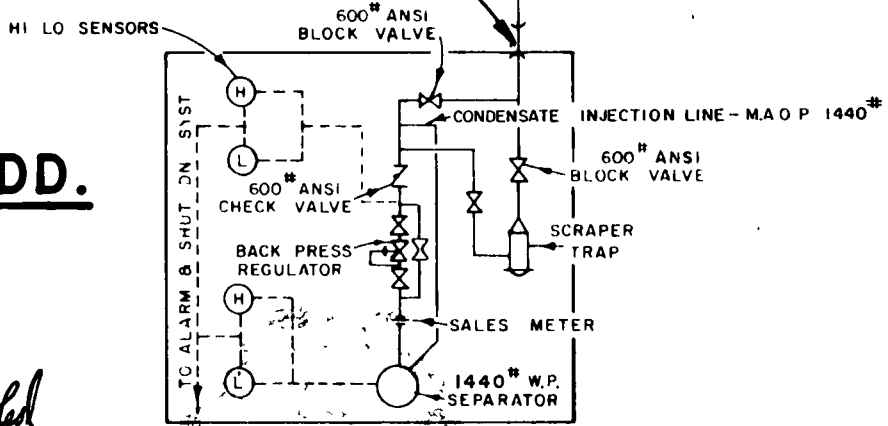 600# ANSI
BLOCK VALVE
HI LO SENSORS
H
CONDENSATE INJECTION LINE - M.A.O.P 1440#
L
600# ANSI
BLOCK VALVE
DD.
600# ANSI
CHECK VALVE
SCRAPER
TRAP
BACK PRESS
REGULATOR
TO ALARM & SHUT DN SYST
H
SALES METER
L
1440# W.P.
SEPARATOR